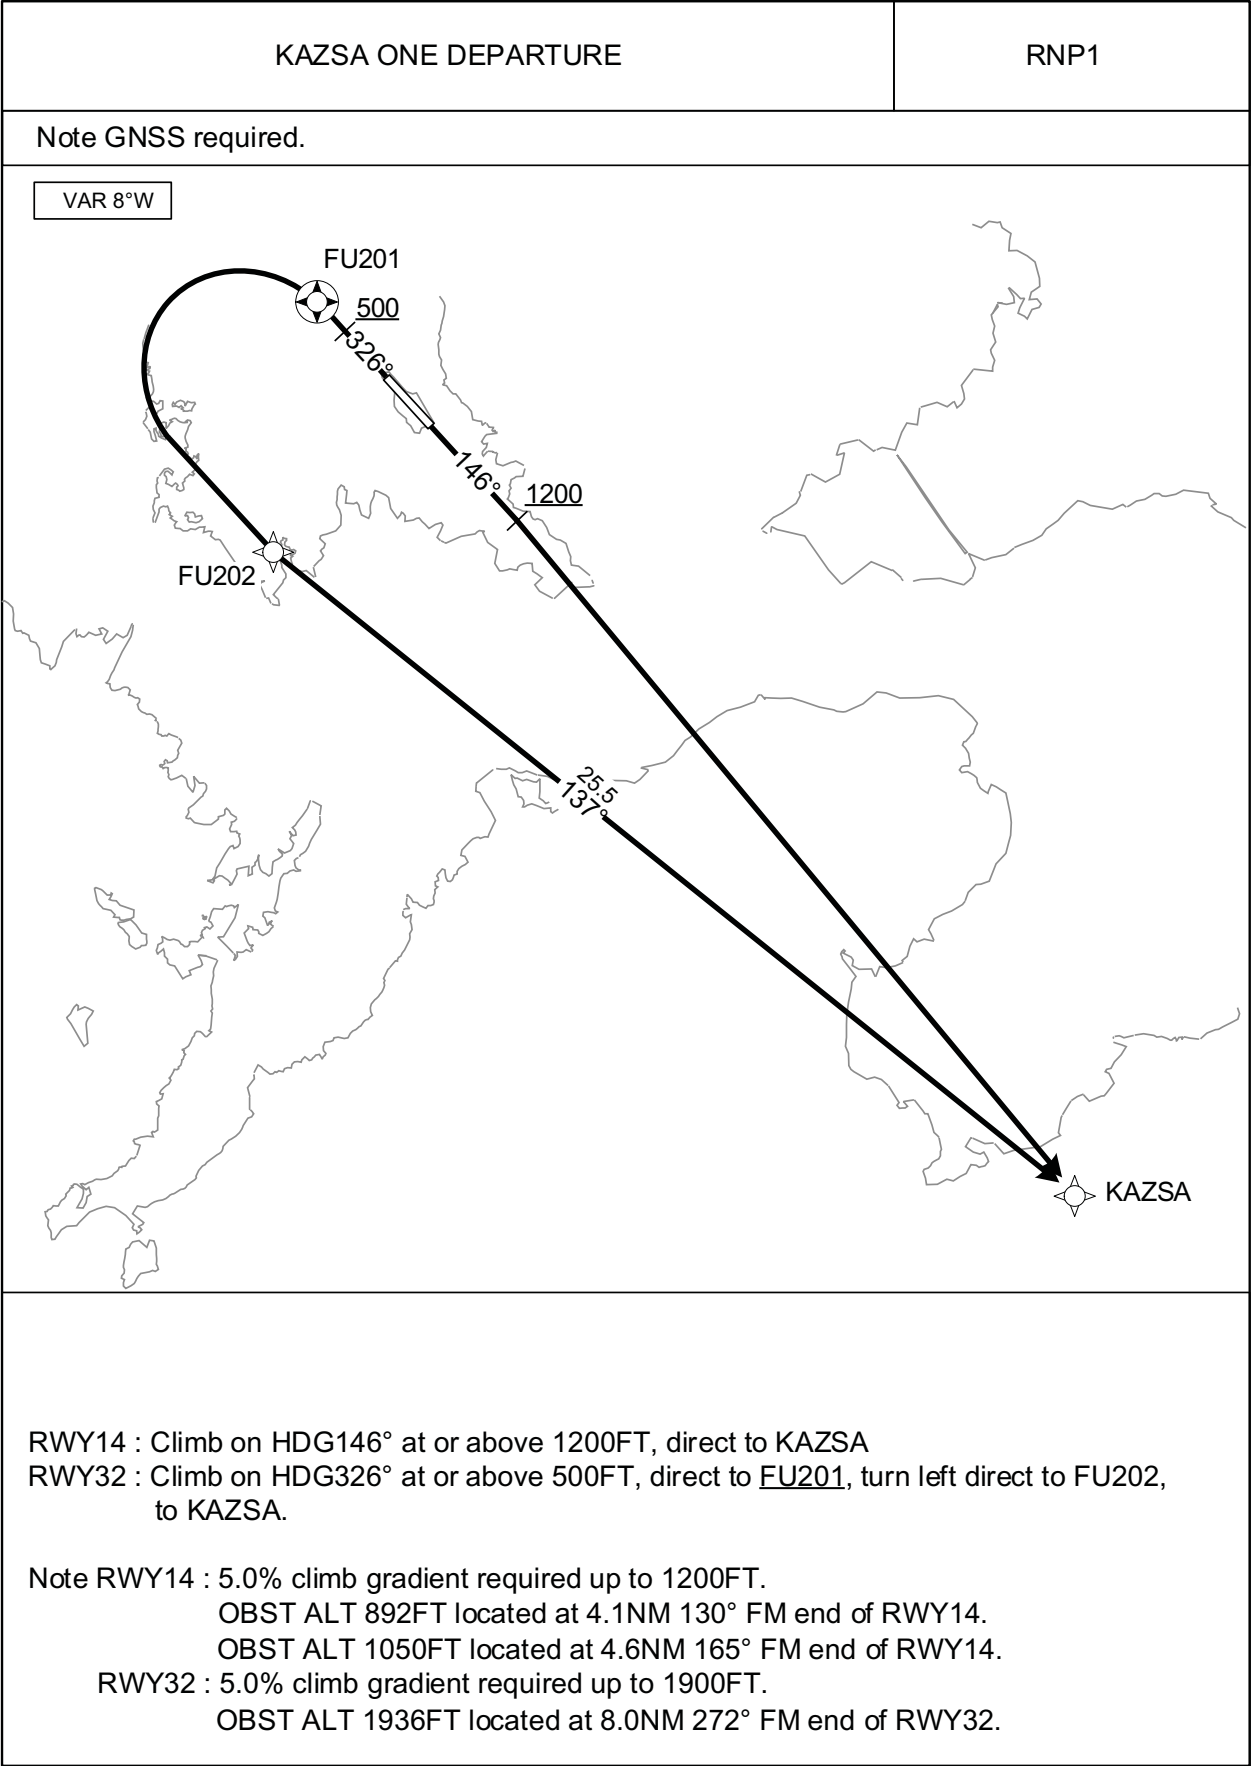 KAZSA ONE DEPARTURE
RNP1
Note GNSS required.
VAR 8°W
FU201
500
326°
146°
1200
FU202
25.5
137°
KAZSA
RWY14 : Climb on HDG146° at or above 1200FT, direct to KAZSA
RWY32 : Climb on HDG326° at or above 500FT, direct to FU201, turn left direct to FU202,
to KAZSA.
Note RWY14 : 5.0% climb gradient required up to 1200FT.
OBST ALT 892FT located at 4.1NM 130° FM end of RWY14.
OBST ALT 1050FT located at 4.6NM 165° FM end of RWY14.
RWY32 : 5.0% climb gradient required up to 1900FT.
OBST ALT 1936FT located at 8.0NM 272° FM end of RWY32.